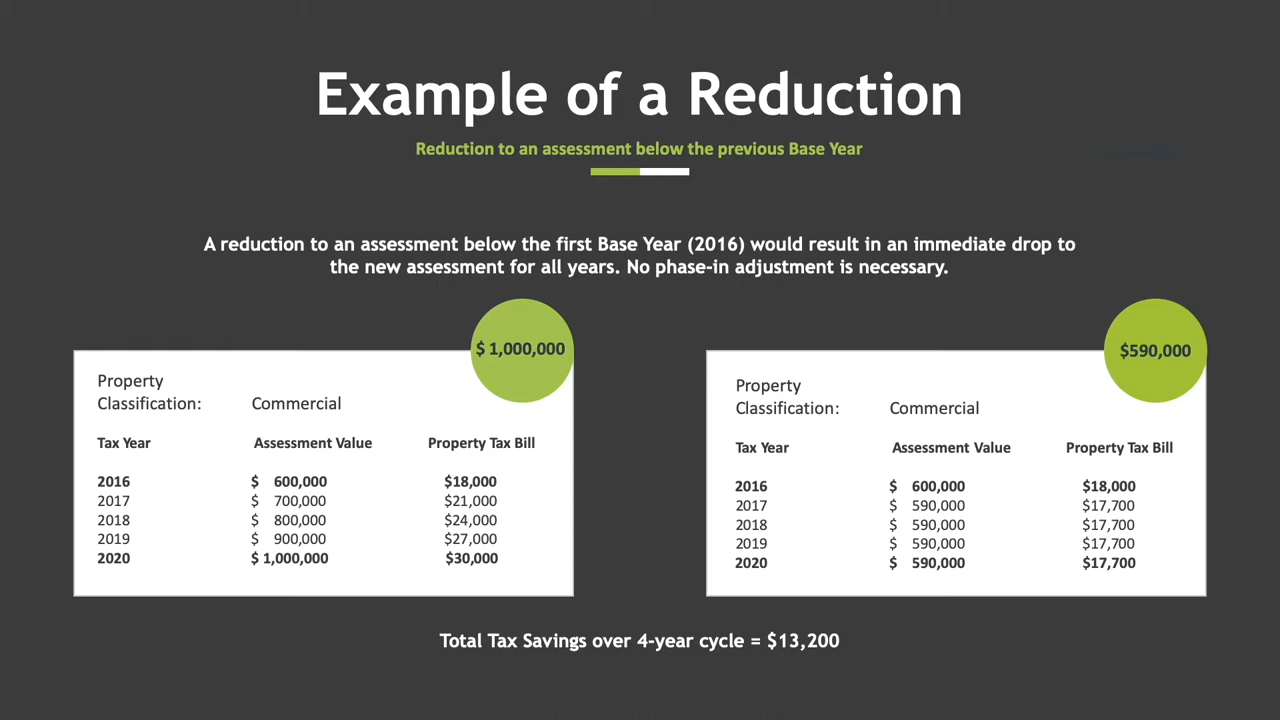 Example of a Reduction
Reduction to an assessment below the previous Base Year
A reduction to an assessment below the first Base Year (2016) would result in an immediate drop to
the new assessment for all years. No phase-in adjustment is necessary.
$ 1,000,000
Property
Classification: Commercial
Tax Year Assessment Value Property Tax Bill
2016 $ 600,000 $18,000
2017 $ 700,000 $21,000
2018 $ 800,000 $24,000
2019 $ 900,000 $27,000
2020 $ 1,000,000 $30,000
$590,000
Property
Classification: Commercial
Tax Year Assessment Value Property Tax Bill
2016 $ 600,000 $18,000
2017 $ 590,000 $17,700
2018 $ 590,000 $17,700
2019 $ 590,000 $17,700
2020 $ 590,000 $17,700
Total Tax Savings over 4-year cycle = $13,200